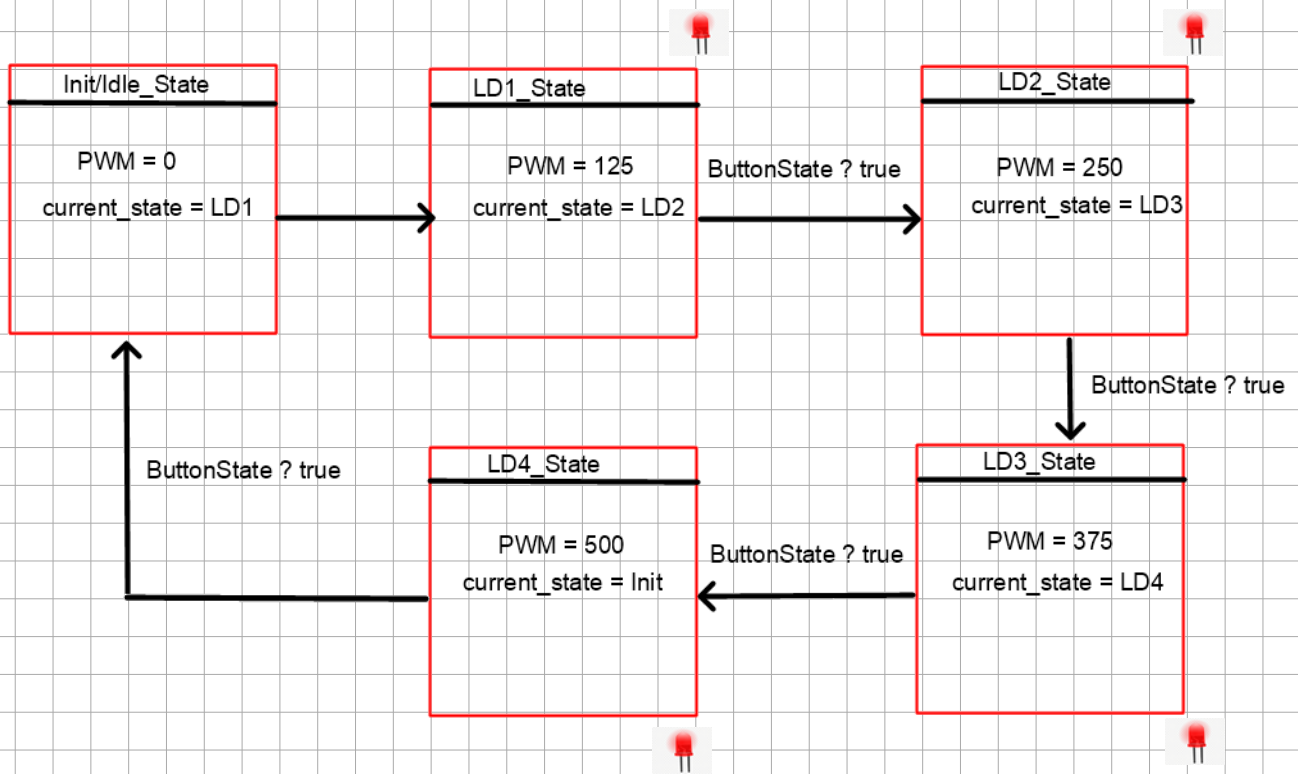 Init/Idle_State
PWM = 0
current_state = LD1
LD1_State
PWM = 125
current_state = LD2
ButtonState ? true
LD2_State
PWM = 250
current_state = LD3
ButtonState ? true
LD3_State
PWM = 375
current_state = LD4
ButtonState ? true
LD4_State
PWM = 500
current_state = Init
ButtonState ? true